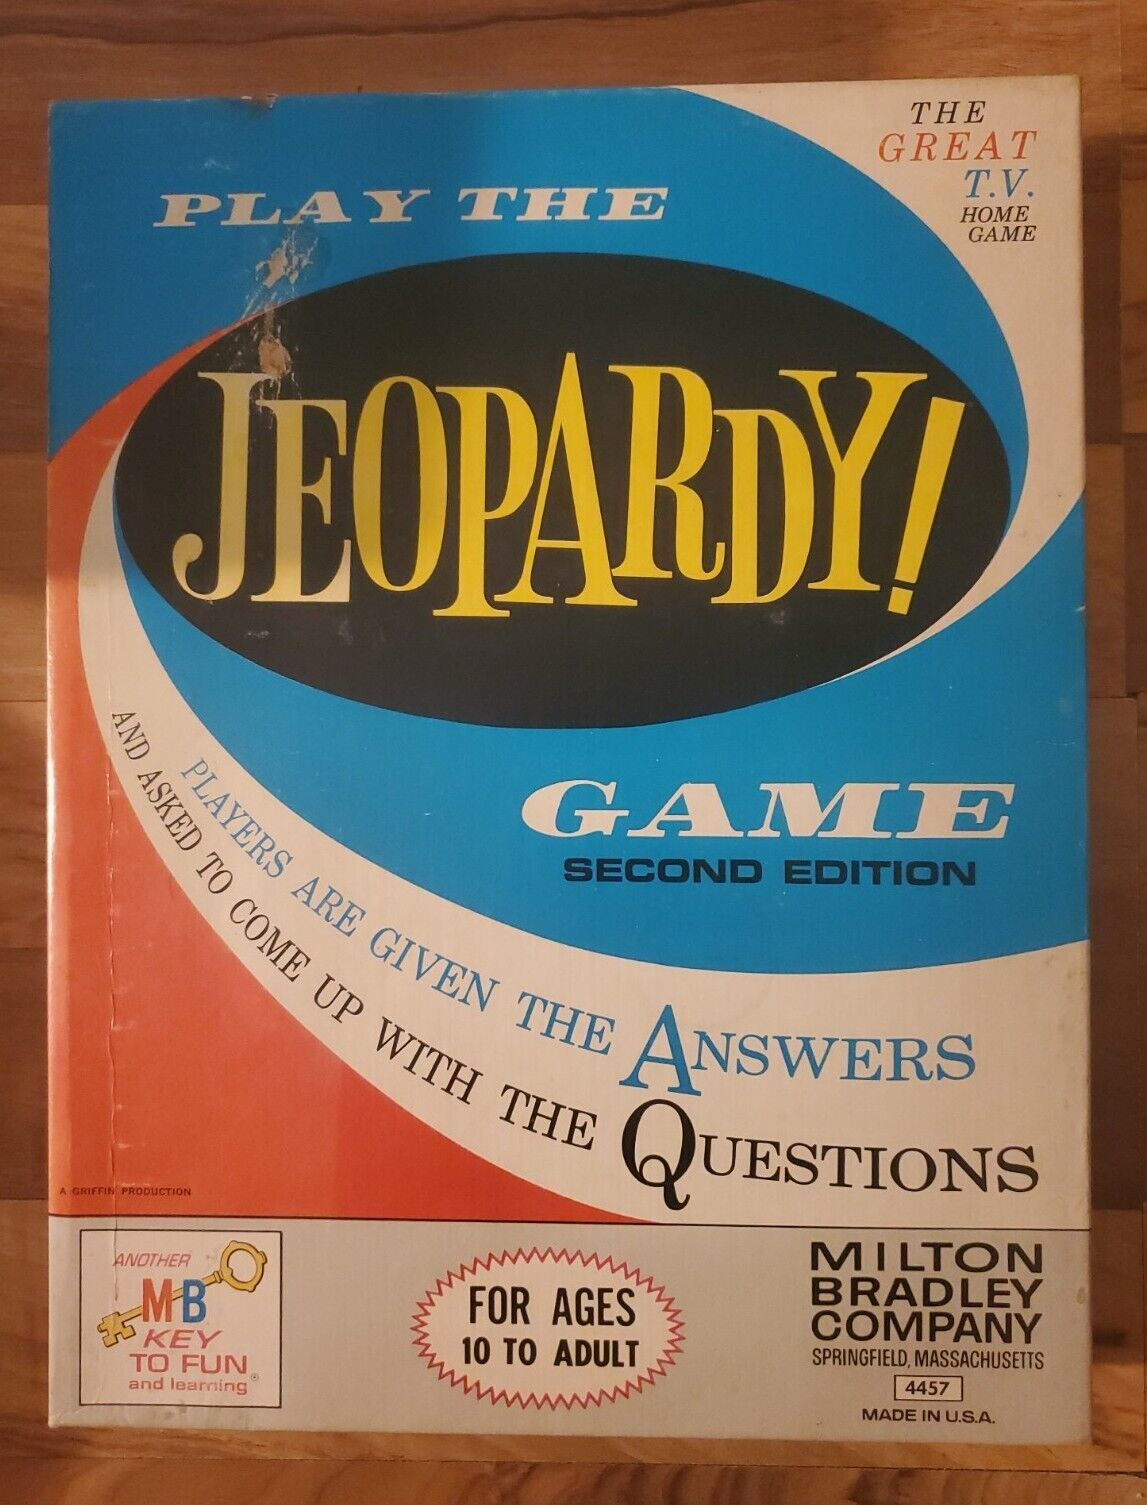 THE
GREAT
T.V.
HOME
GAME
PLAY THE
JEOPARDY!
GAME
SECOND EDITION
PLAYERS ARE GIVEN THE ANSWERS
AND ASKED TO COME UP WITH THE QUESTIONS
A GRIFFIN PRODUCTION
ANOTHER
MB
KEY
TO FUN
and learning®
FOR AGES
10 TO ADULT
MILTON
BRADLEY
COMPANY
SPRINGFIELD, MASSACHUSETTS
4457
MADE IN U.S.A.